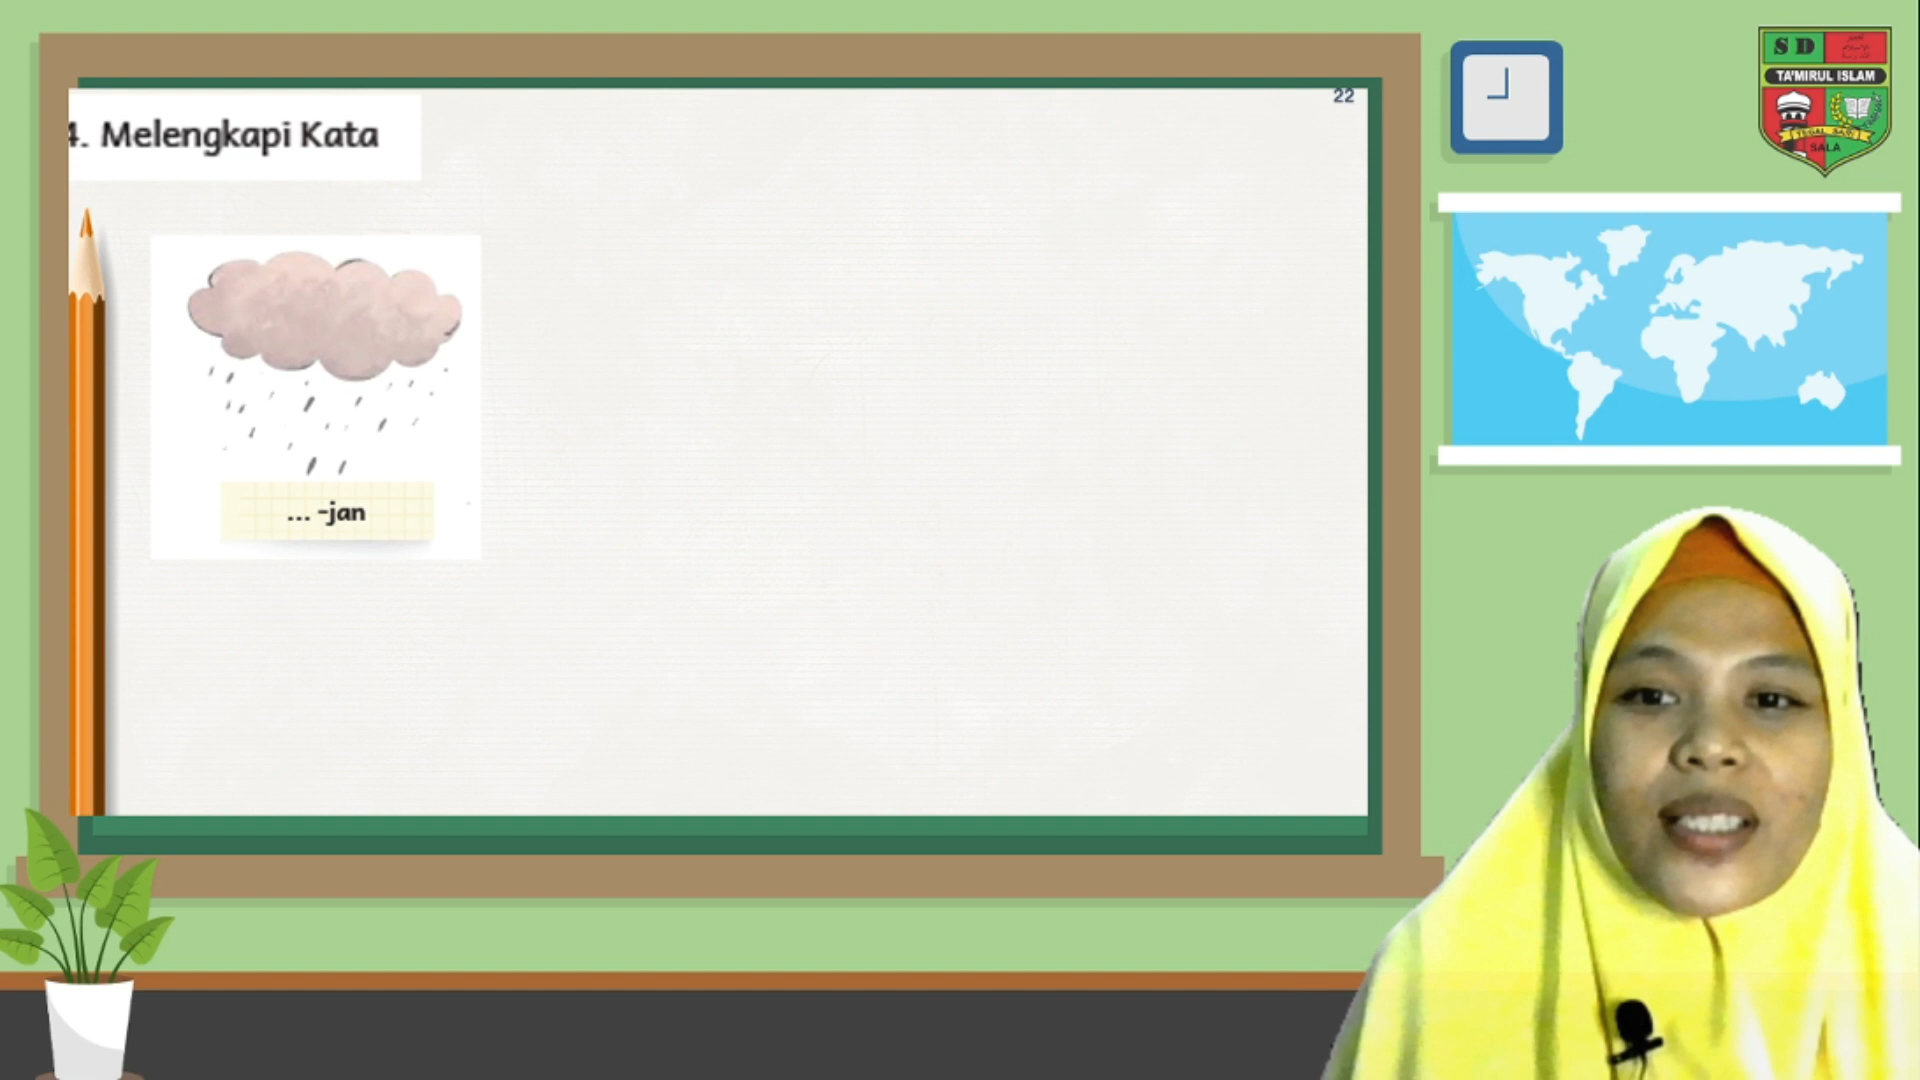 22
4. Melengkapi Kata
... -jan
S D
TA'MIRUL ISLAM
TEGAL SARI
SALA